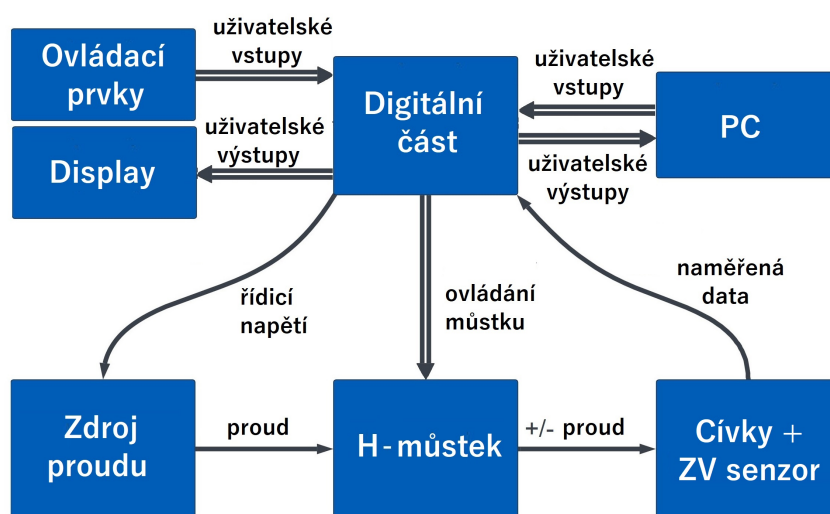 Ovládací
prvky
uživatelské
vstupy
Digitální
část
uživatelské
vstupy
PC
uživatelské
výstupy
Display
uživatelské
výstupy
řídicí
napětí
ovládání
můstku
naměřená
data
Zdroj
proudu
proud
H-můstek
+/- proud
Cívky +
ZV senzor